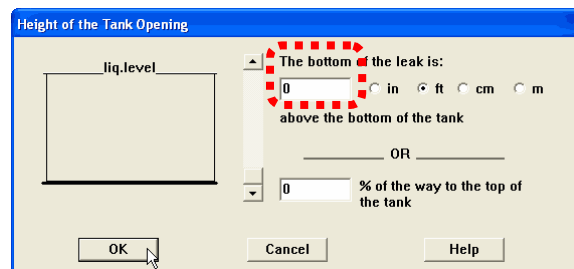 Height of the Tank Opening
liq.level
The bottom of the leak is:
0 in ft cm m
above the bottom of the tank
OR
0 % of the way to the top of
the tank
OK Cancel Help